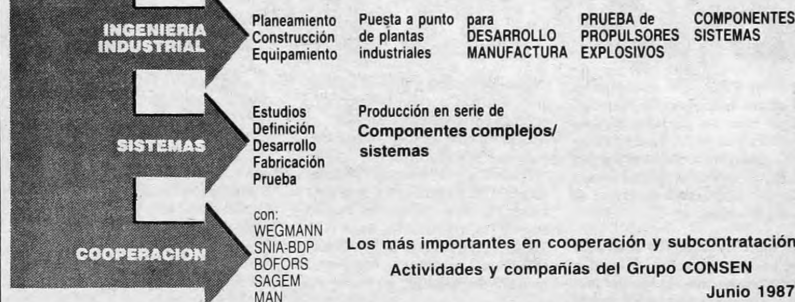 INGENIERIA
INDUSTRIAL
Planeamiento Puesta a punto para PRUEBA de COMPONENTES
Construcción de plantas DESARROLLO PROPULSORES SISTEMAS
Equipamiento industriales MANUFACTURA EXPLOSIVOS
SISTEMAS
Estudios
Definición
Desarrollo
Fabricación
Prueba
Producción en serie de
Componentes complejos/
sistemas
COOPERACION
con:
WEGMANN
SNIA-BDP
BOFORS
SAGEM
MAN
Los más importantes en cooperación y subcontratación
Actividades y compañías del Grupo CONSEN
Junio 1987